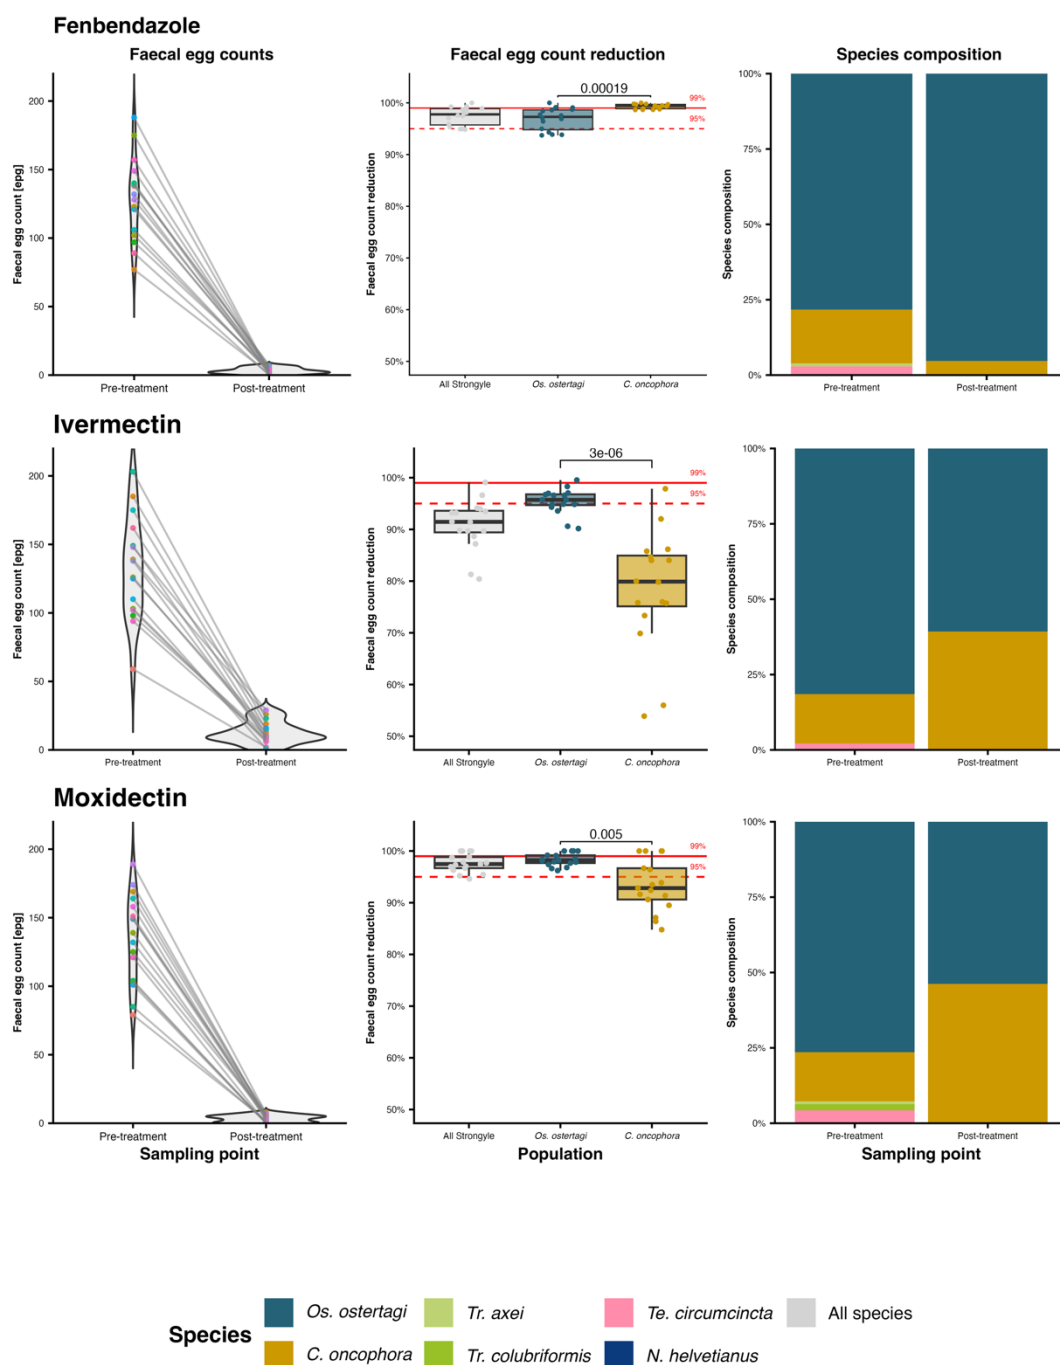 Fenbendazole
Faecal egg counts
Faecal egg count reduction
Species composition
Faecal egg count [epg]
200
150
100
50
0
Pre-treatment
Post-treatment
Faecal egg count reduction
100%
90%
80%
70%
60%
50%
0.00019
99%
95%
All Strongyle
Os. ostertagi
C. oncophora
Species composition
100%
75%
50%
25%
0%
Pre-treatment
Post-treatment
Ivermectin
Faecal egg count [epg]
200
150
100
50
0
Pre-treatment
Post-treatment
Faecal egg count reduction
100%
90%
80%
70%
60%
50%
3e-06
99%
95%
All Strongyle
Os. ostertagi
C. oncophora
Species composition
100%
75%
50%
25%
0%
Pre-treatment
Post-treatment
Moxidectin
Faecal egg count [epg]
200
150
100
50
0
Pre-treatment
Post-treatment
Sampling point
Faecal egg count reduction
100%
90%
80%
70%
60%
50%
0.005
99%
95%
All Strongyle
Os. ostertagi
C. oncophora
Population
Species composition
100%
75%
50%
25%
0%
Pre-treatment
Post-treatment
Sampling point
Species
Os. ostertagi
Tr. axei
Te. circumcincta
All species
C. oncophora
Tr. colubriformis
N. helvetianus